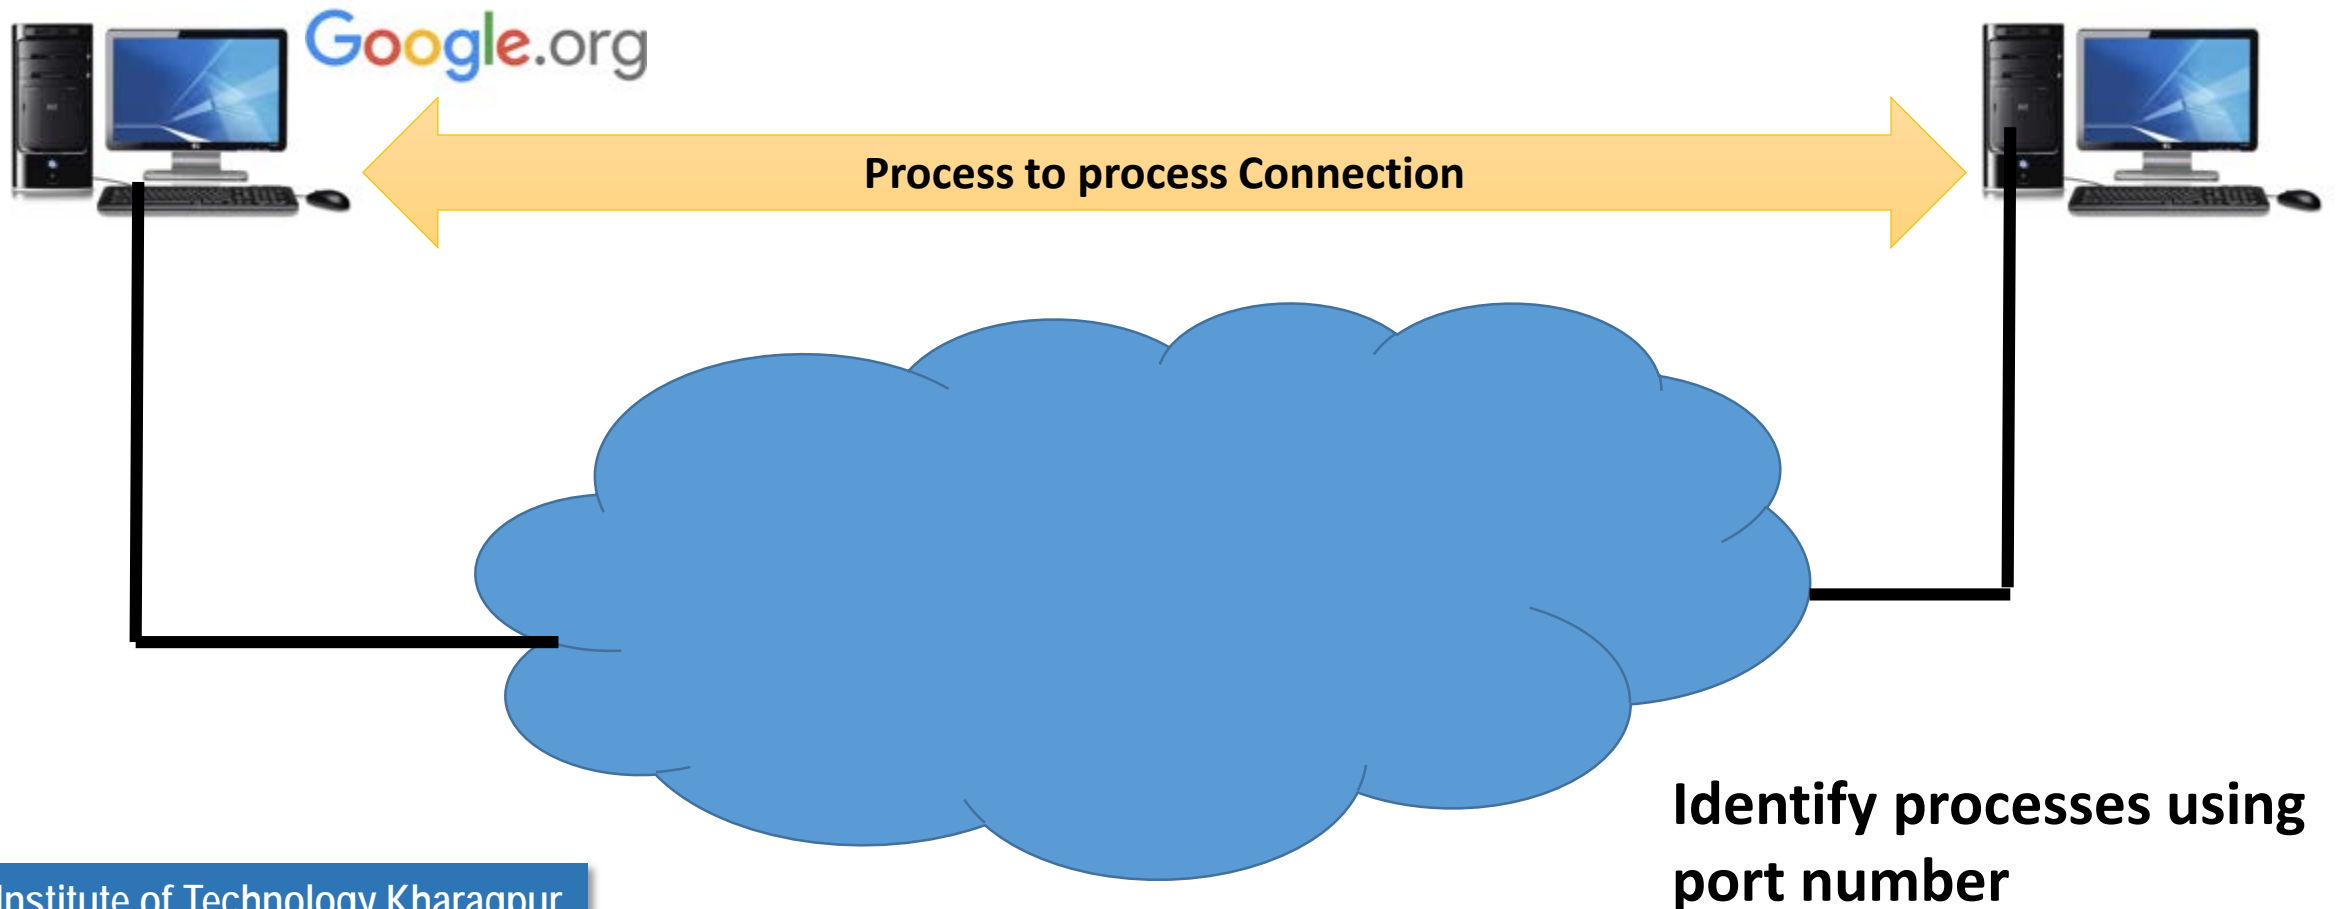 Google.org
Process to process Connection
Identify processes using
port number
Institute of Technology Kharagpur